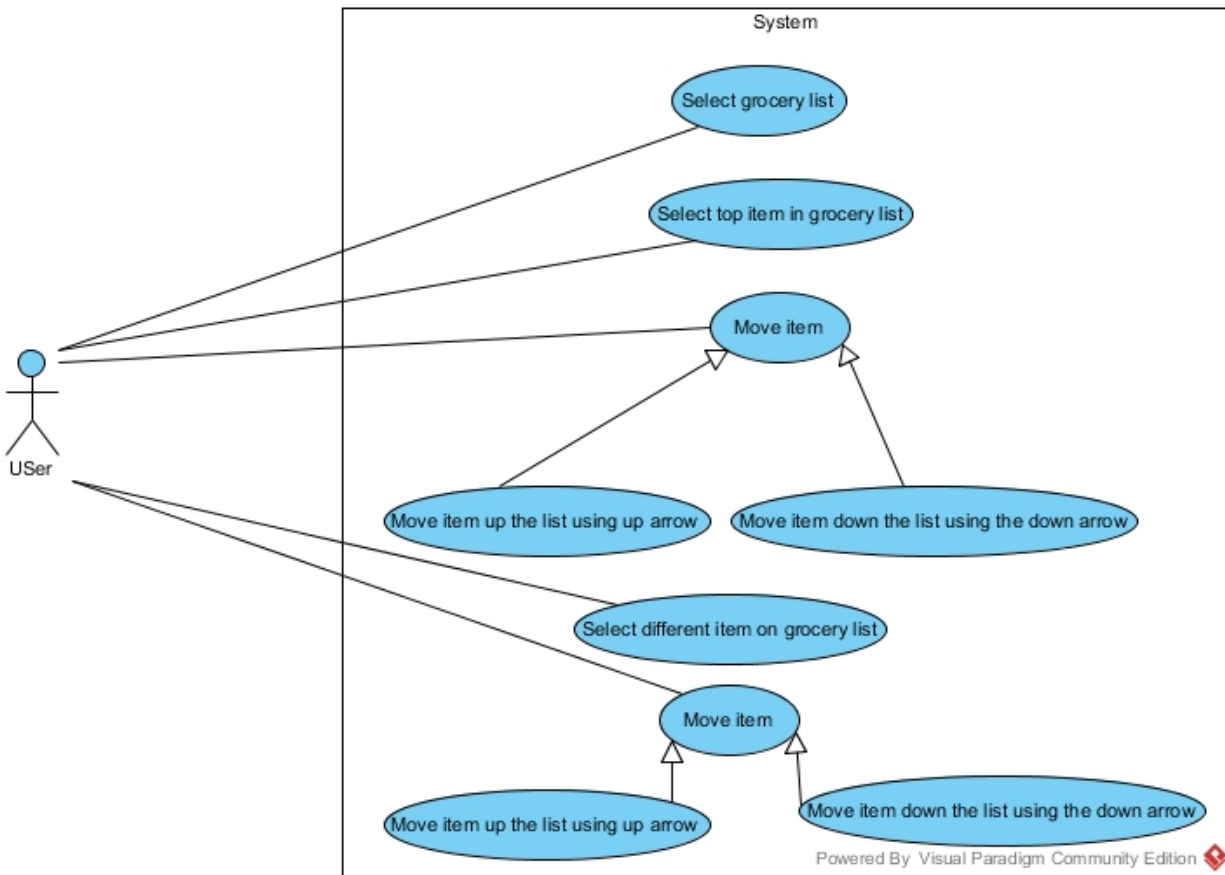 System
Select grocery list
Select top item in grocery list
Move item
USer
Move item up the list using up arrow
Move item down the list using the down arrow
Select different item on grocery list
Move item
Move item up the list using up arrow
Move item down the list using the down arrow
Powered By Visual Paradigm Community Edition